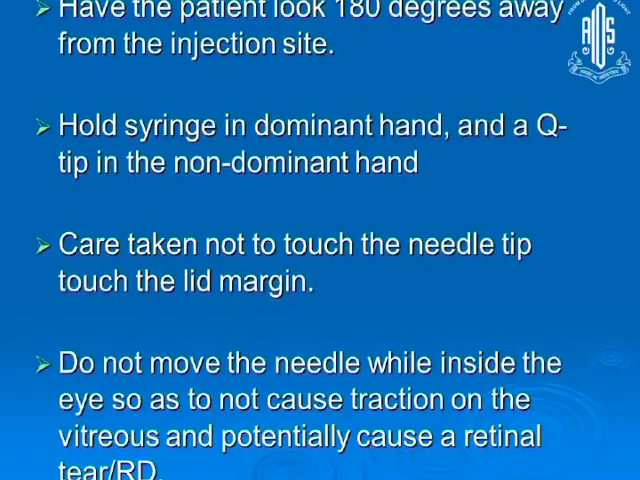 Have the patient look 180 degrees away
from the injection site.
Hold syringe in dominant hand, and a Q-
tip in the non-dominant hand
Care taken not to touch the needle tip
touch the lid margin.
Do not move the needle while inside the
eye so as to not cause traction on the
vitreous and potentially cause a retinal
tear/RD.